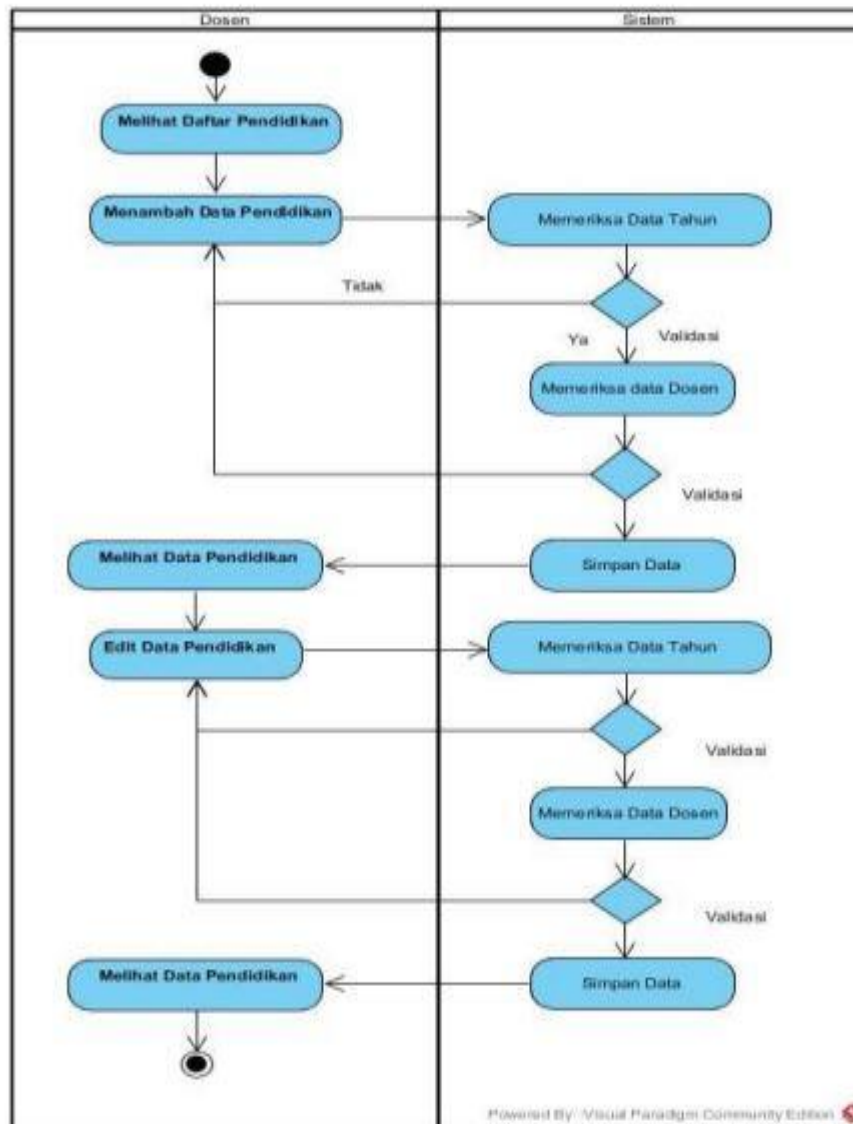 Dosen
Sistem
Melihat Daftar Pendidikan
Menambah Data Pendidikan
Memeriksa Data Tahun
Tidak
Ya
Validasi
Memeriksa data Dosen
Validasi
Melihat Data Pendidikan
Simpan Data
Edit Data Pendidikan
Memeriksa Data Tahun
Validasi
Memeriksa Data Dosen
Validasi
Melihat Data Pendidikan
Simpan Data
Powered By Visual Paradigm Community Edition